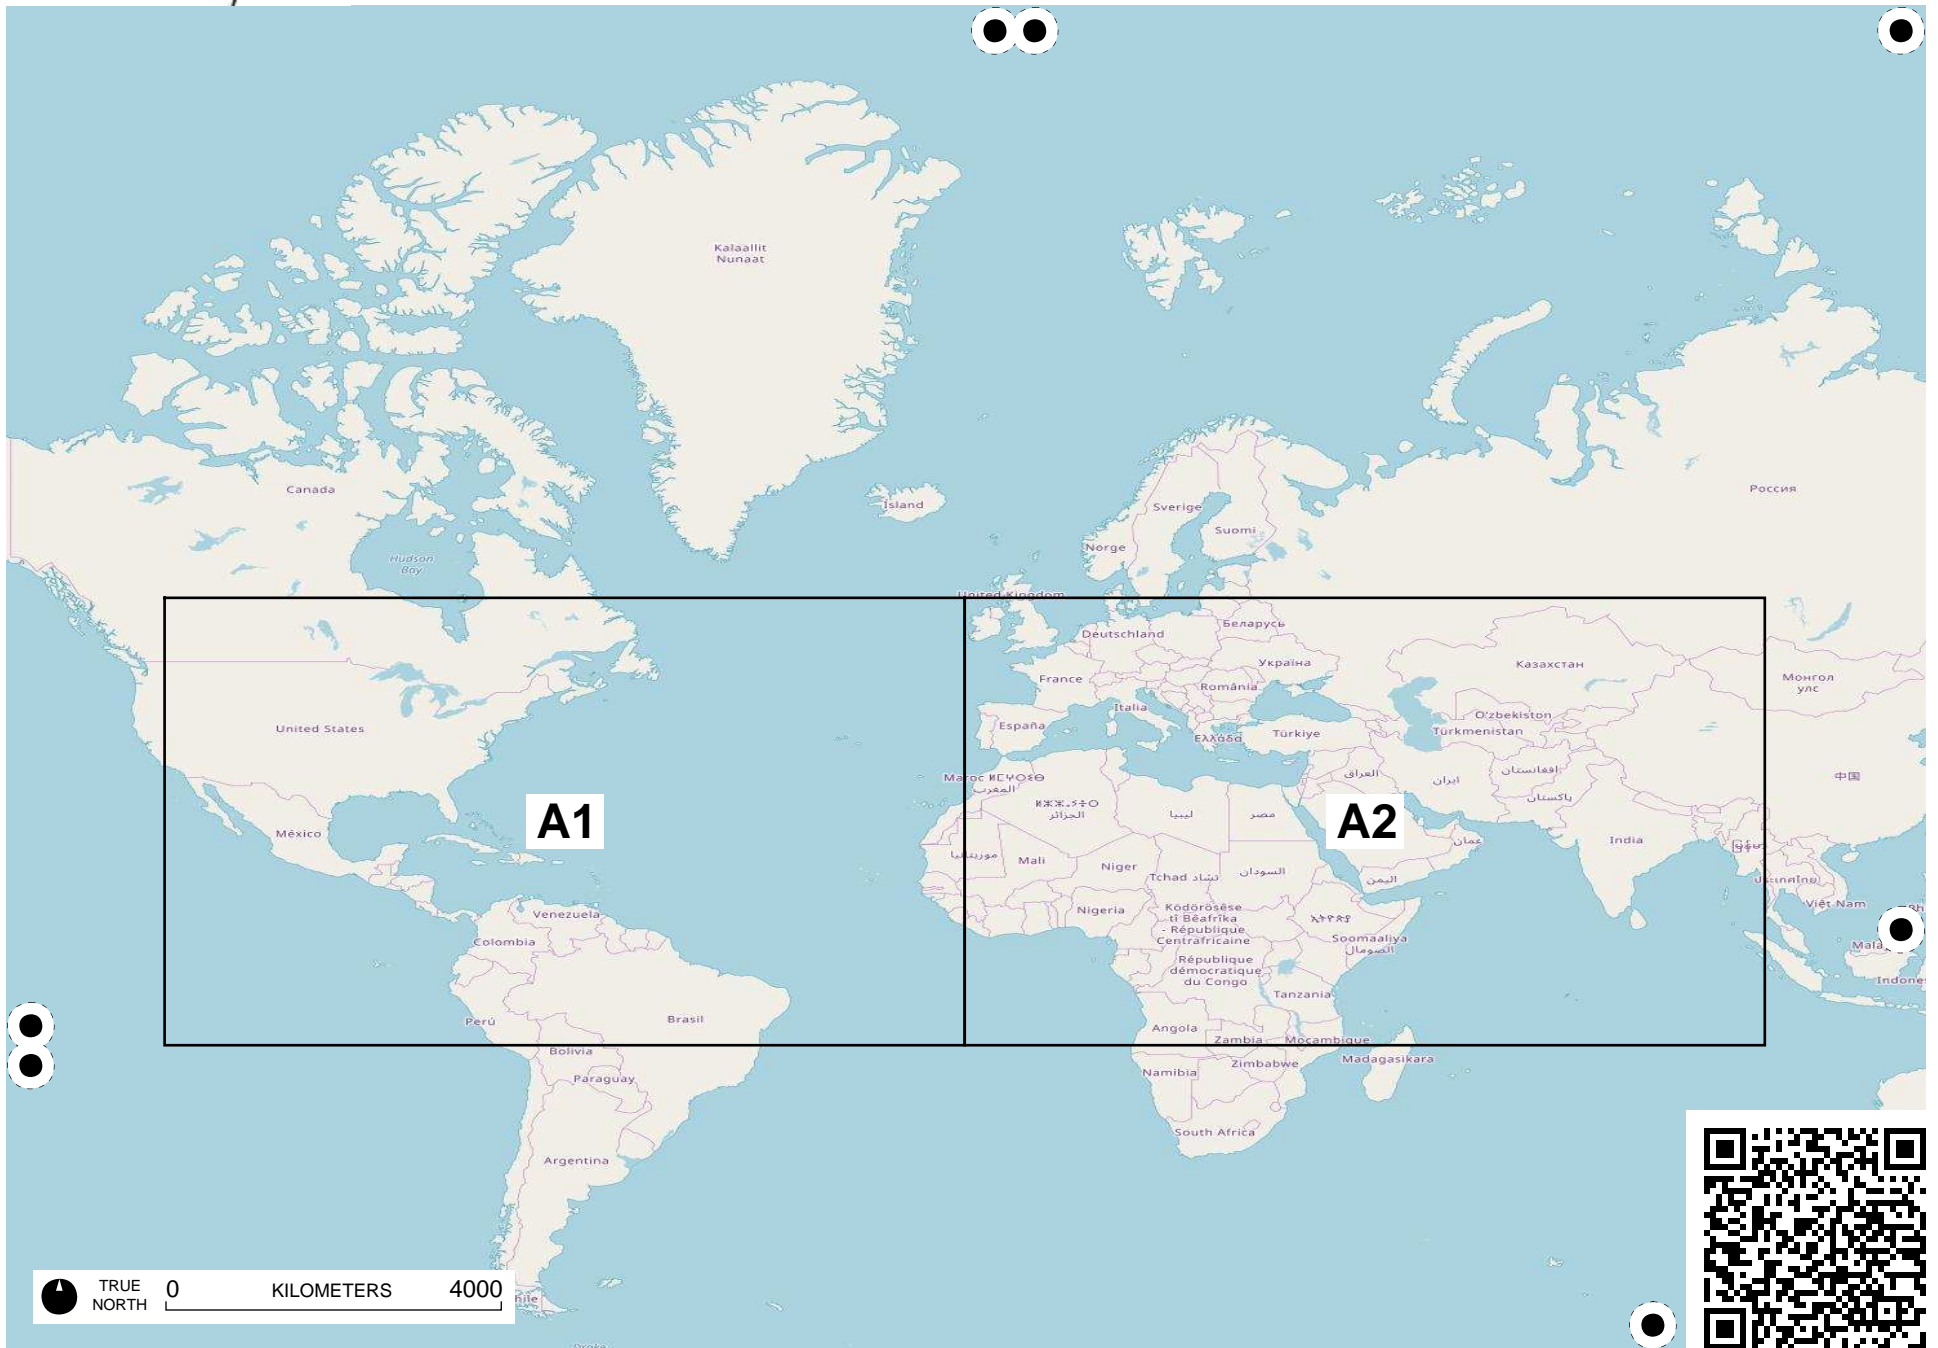 Kalaallit
Nunaat
Canada
Ísland
Россия
Sverige
Suomi
Norge
Hudson
Bay
United Kingdom
Беларусь
Deutschland
Україна
Казахстан
France
Монгол
улс
România
Italia
O'zbekiston
España
United States
Türkiye
Türkmenistan
Ελλάδα
العراق
ایران
افغانستان
中国
المغرب
الجزائر
ليبيا
مصر
پاکستان
A1
A2
México
India
عمان
Mali
Niger
Tchad تشاد
السودان
اليمن
Venezuela
Nigeria
Ködörösêse
tî Bêafrîka
- République
Centrafricaine
Việt Nam
Colombia
Soomaaliya
الصومال
République
démocratique
du Congo
Tanzania
Perú
Brasil
Angola
Zambia
Moçambique
Bolivia
Madagasikara
Zimbabwe
Namibia
Paraguay
South Africa
Argentina
TRUE
NORTH
0 KILOMETERS 4000